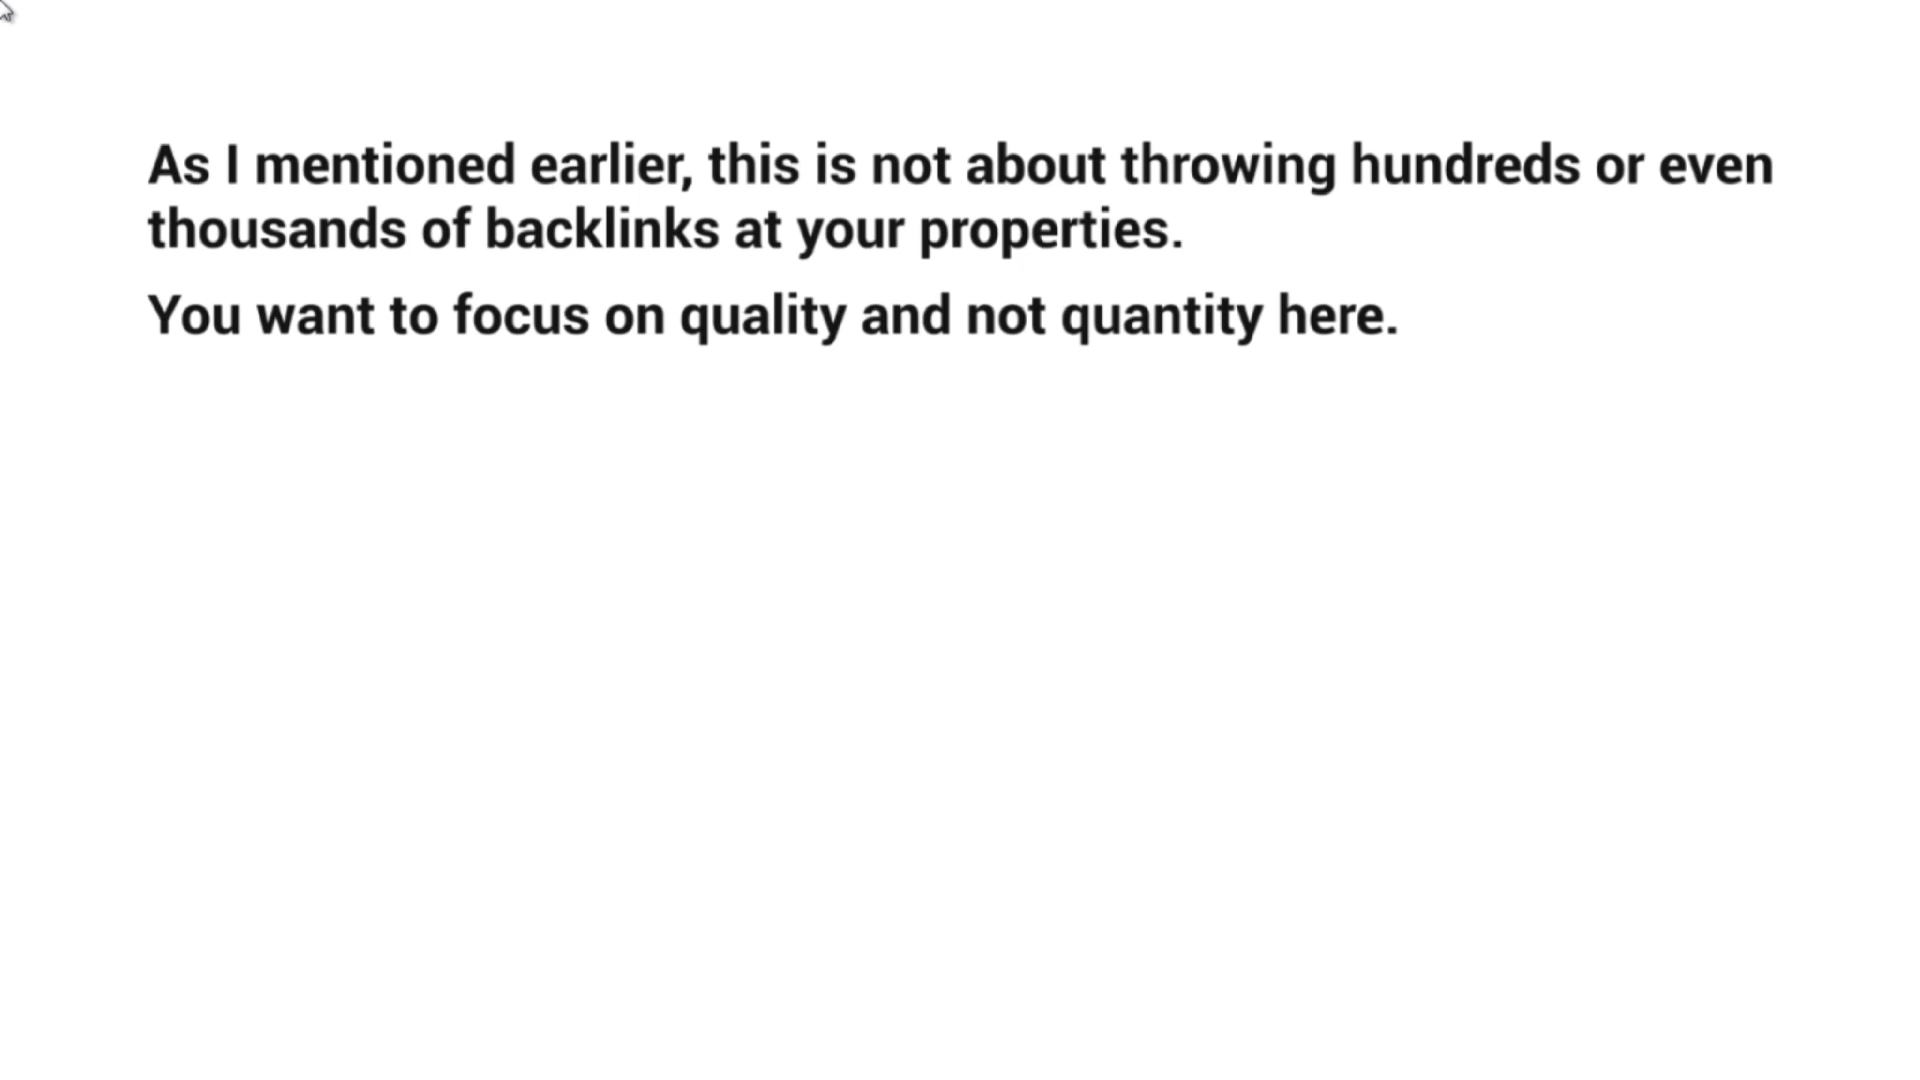 As I mentioned earlier, this is not about throwing hundreds or even
thousands of backlinks at your properties.
You want to focus on quality and not quantity here.